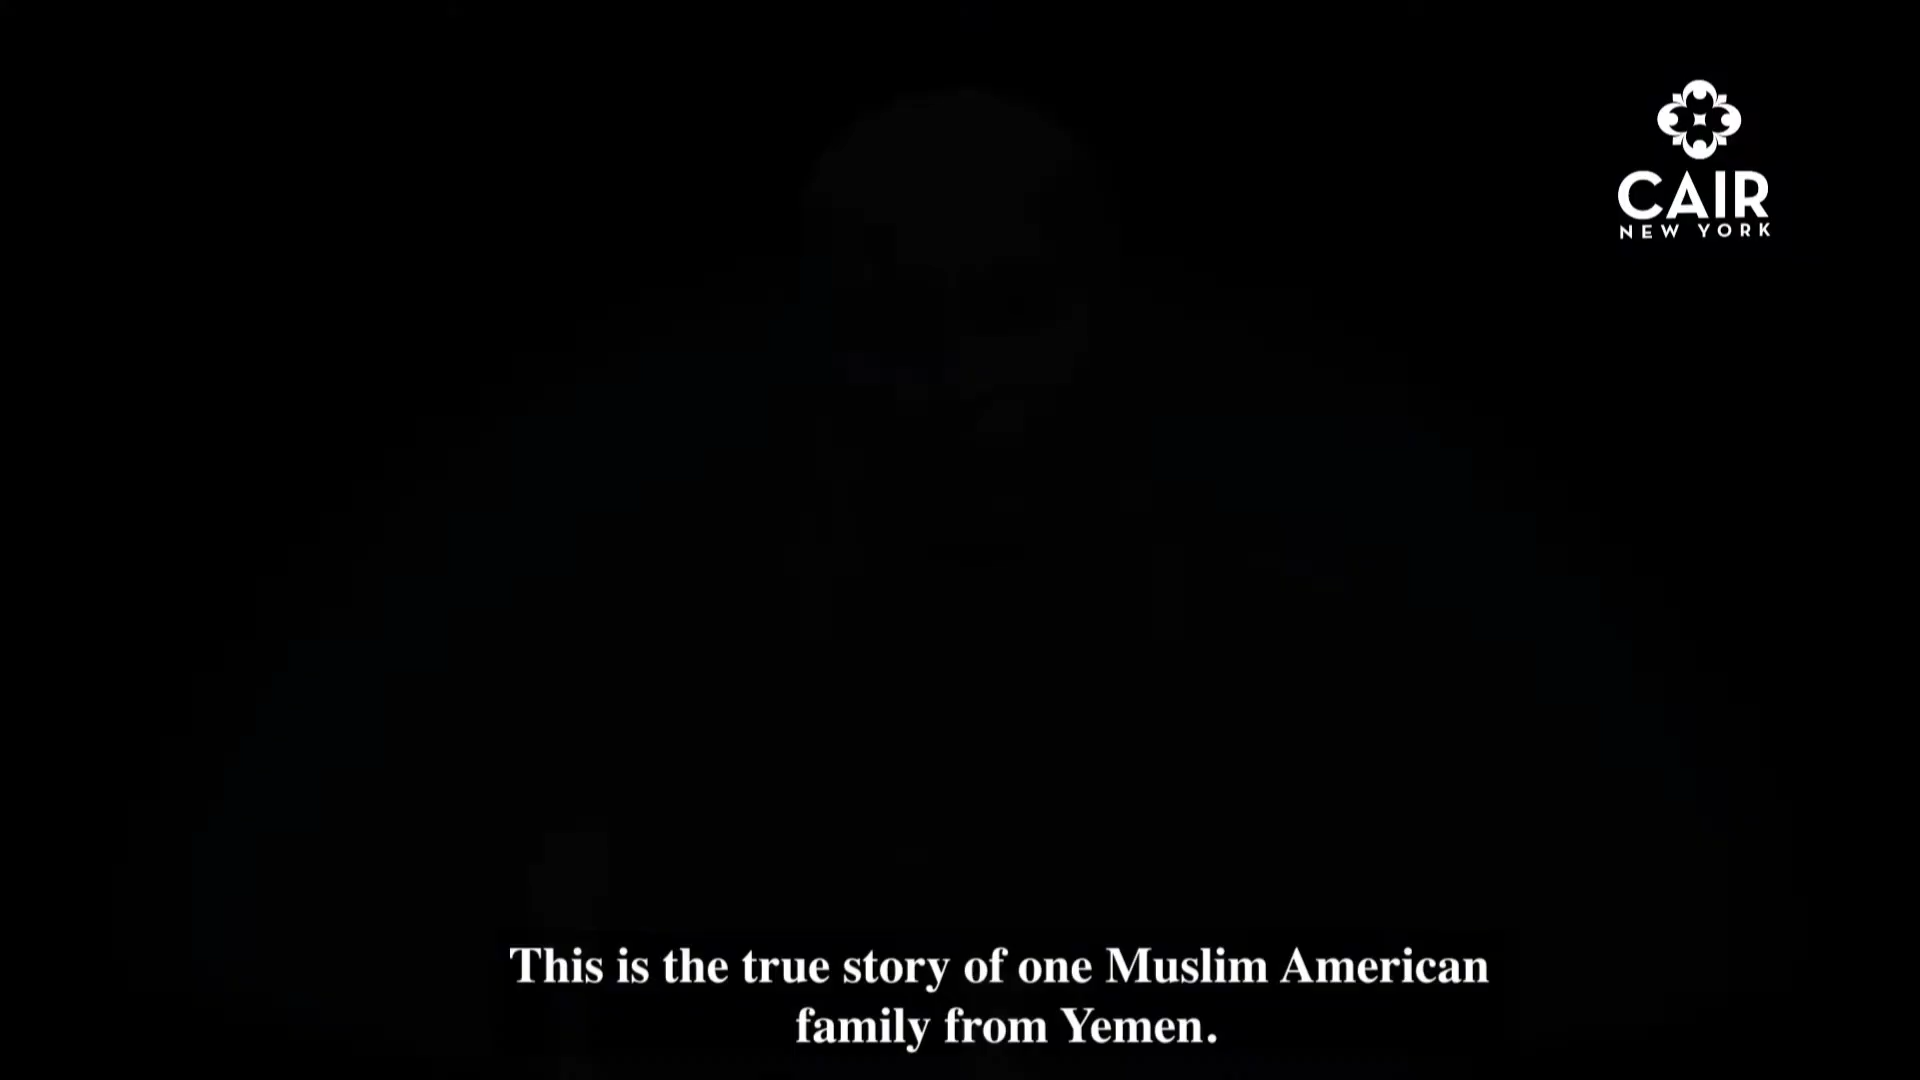 CAIR
NEW YORK
This is the true story of one Muslim American
family from Yemen.